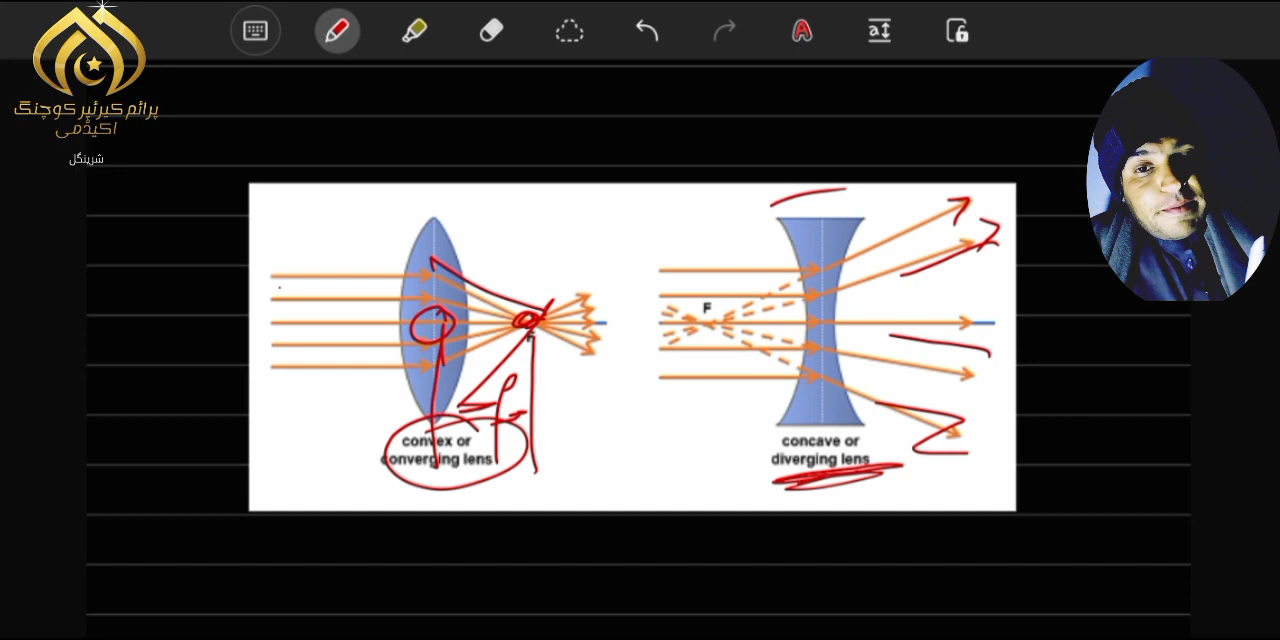 پرائم کیرئیر کوچنگ
اکیڈمی
شرینگل
F
convex or
converging lens
F
concave or
diverging lens
f